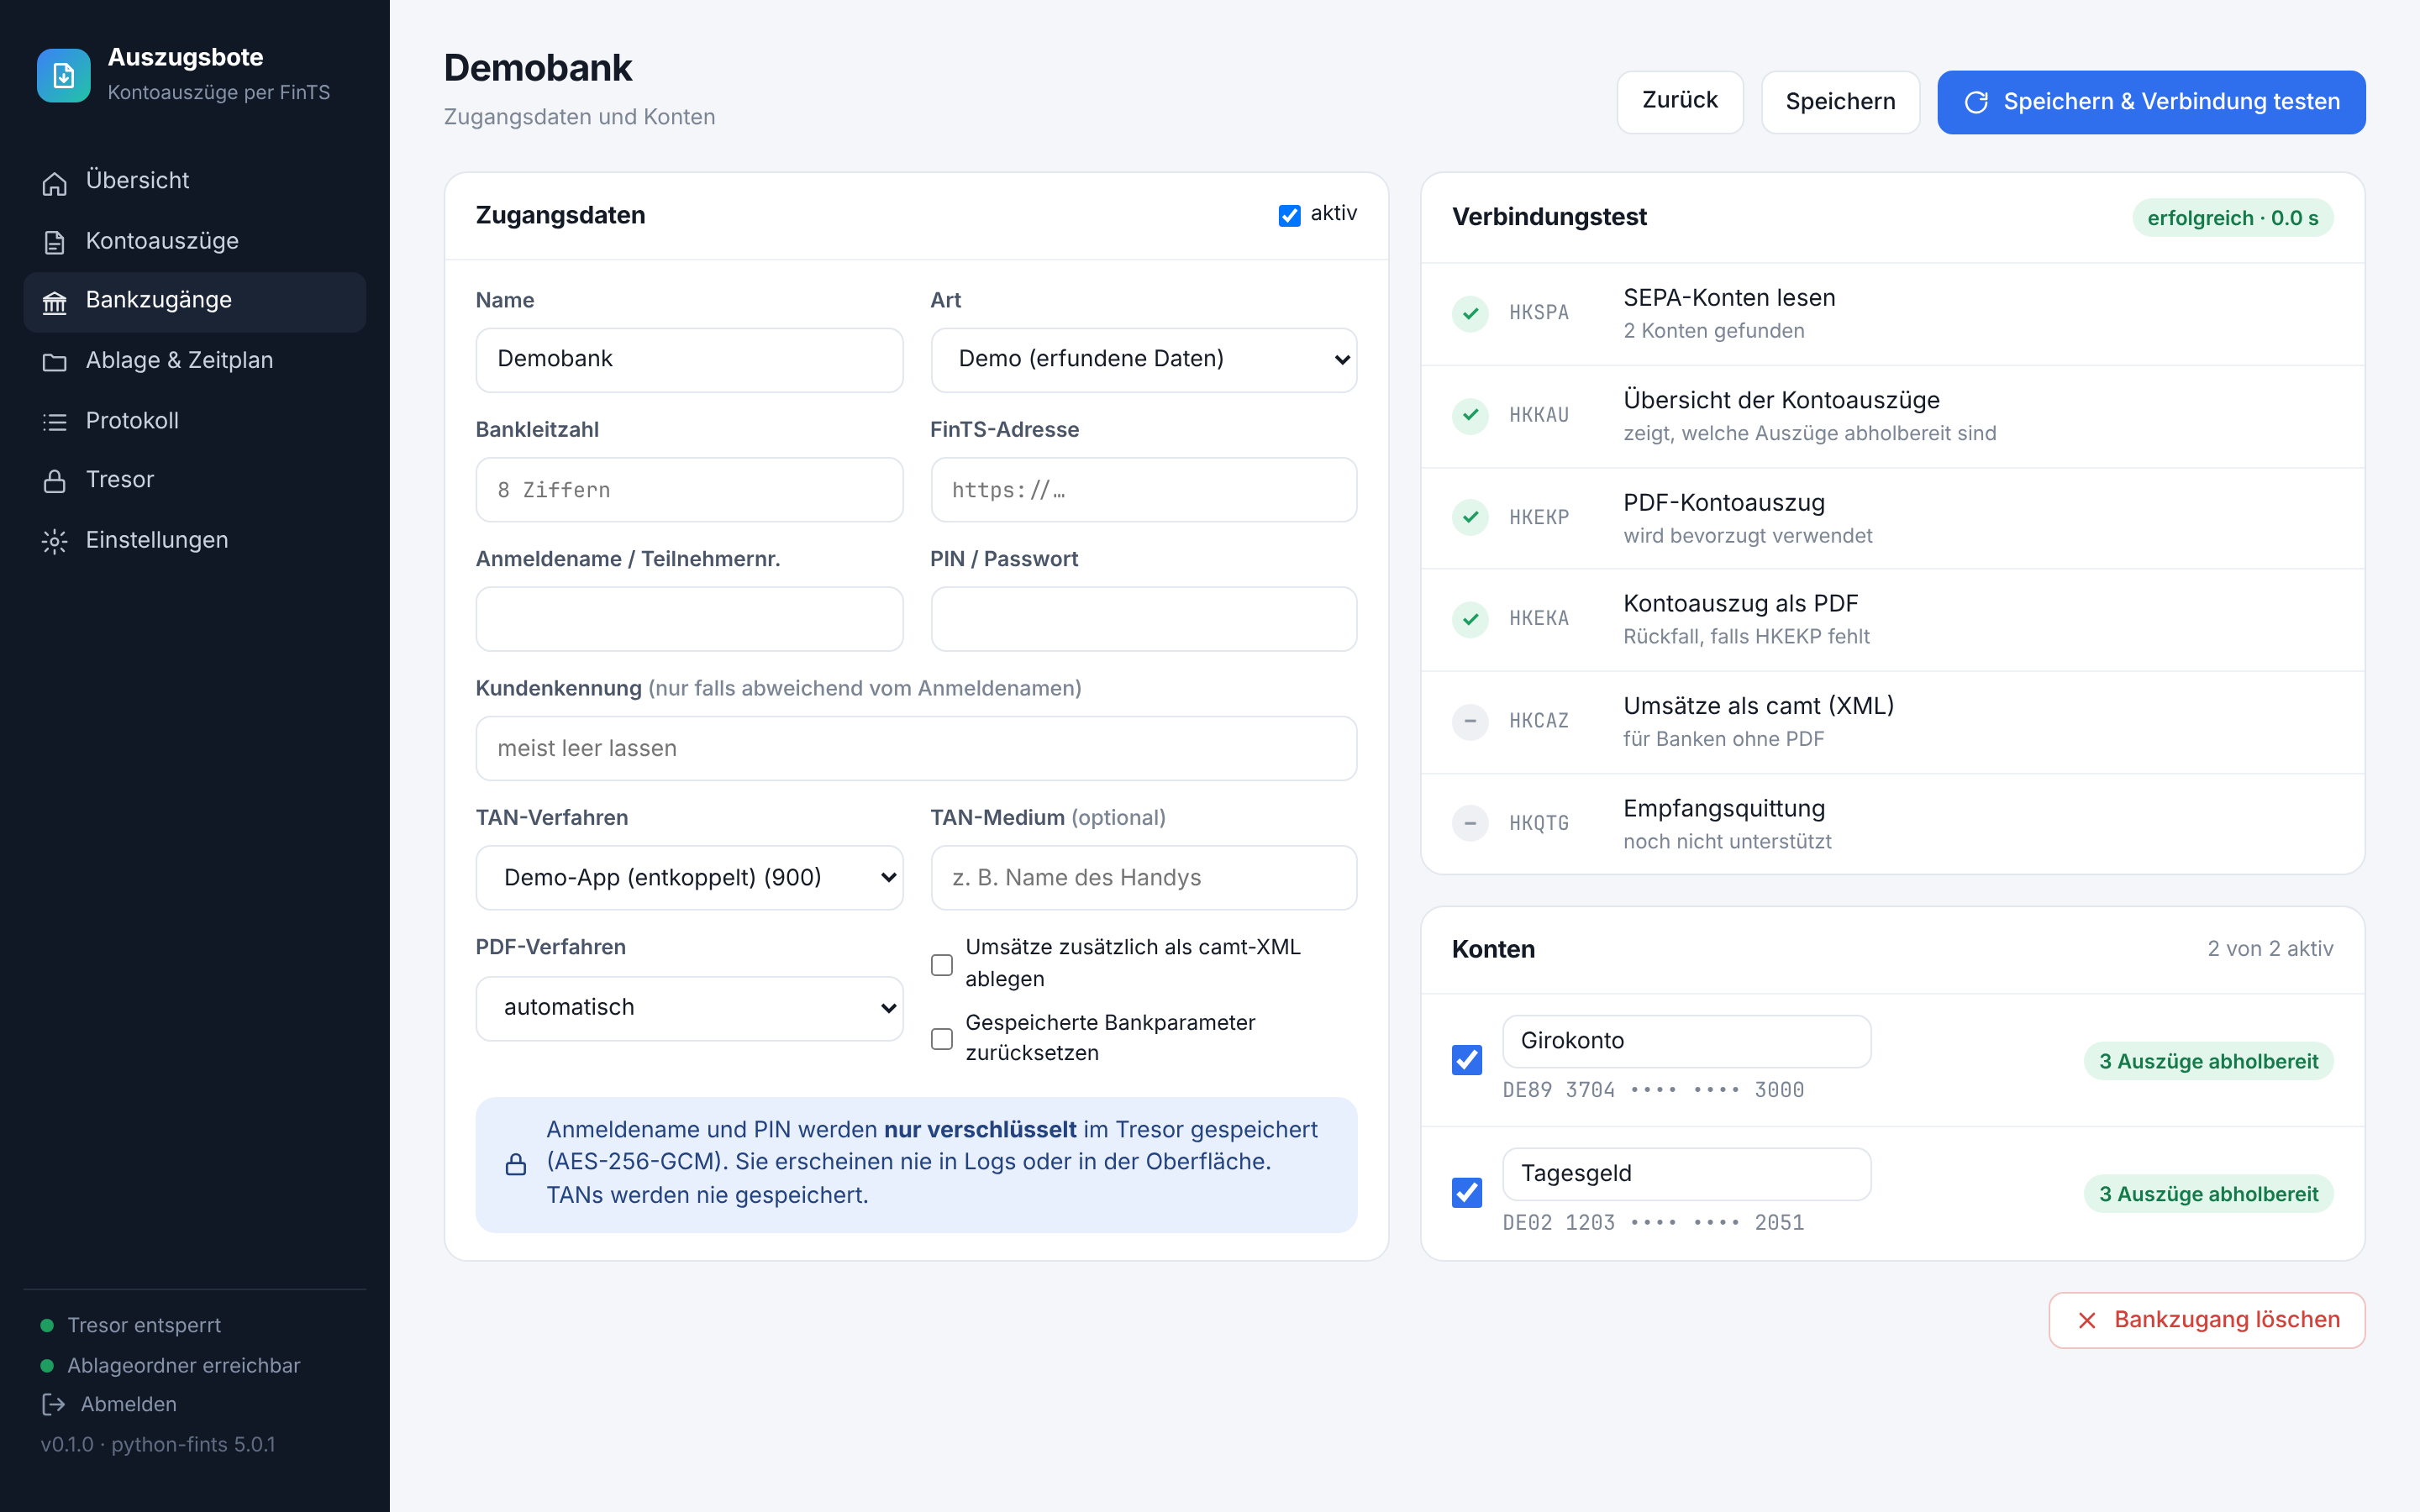 Auszugsbote
Kontoauszüge per FinTS
Übersicht
Kontoauszüge
Bankzugänge
Ablage & Zeitplan
Protokoll
Tresor
Einstellungen
Tresor entsperrt
Ablageordner erreichbar
Abmelden
v0.1.0 · python-fints 5.0.1
Demobank
Zugangsdaten und Konten
Zurück
Speichern
Speichern & Verbindung testen
Zugangsdaten
aktiv
Name
Art
Demobank
Demo (erfundene Daten)
Bankleitzahl
FinTS-Adresse
8 Ziffern
https://…
Anmeldename / Teilnehmernr.
PIN / Passwort
Kundenkennung (nur falls abweichend vom Anmeldenamen)
meist leer lassen
TAN-Verfahren
TAN-Medium (optional)
Demo-App (entkoppelt) (900)
z. B. Name des Handys
PDF-Verfahren
automatisch
Umsätze zusätzlich als camt-XML
ablegen
Gespeicherte Bankparameter
zurücksetzen
Anmeldename und PIN werden nur verschlüsselt im Tresor gespeichert
(AES-256-GCM). Sie erscheinen nie in Logs oder in der Oberfläche.
TANs werden nie gespeichert.
Verbindungstest
erfolgreich · 0.0 s
HKSPA
SEPA-Konten lesen
2 Konten gefunden
HKKAU
Übersicht der Kontoauszüge
zeigt, welche Auszüge abholbereit sind
HKEKP
PDF-Kontoauszug
wird bevorzugt verwendet
HKEKA
Kontoauszug als PDF
Rückfall, falls HKEKP fehlt
HKCAZ
Umsätze als camt (XML)
für Banken ohne PDF
HKQTG
Empfangsquittung
noch nicht unterstützt
Konten
2 von 2 aktiv
Girokonto
DE89 3704 •••• •••• 3000
3 Auszüge abholbereit
Tagesgeld
DE02 1203 •••• •••• 2051
3 Auszüge abholbereit
Bankzugang löschen